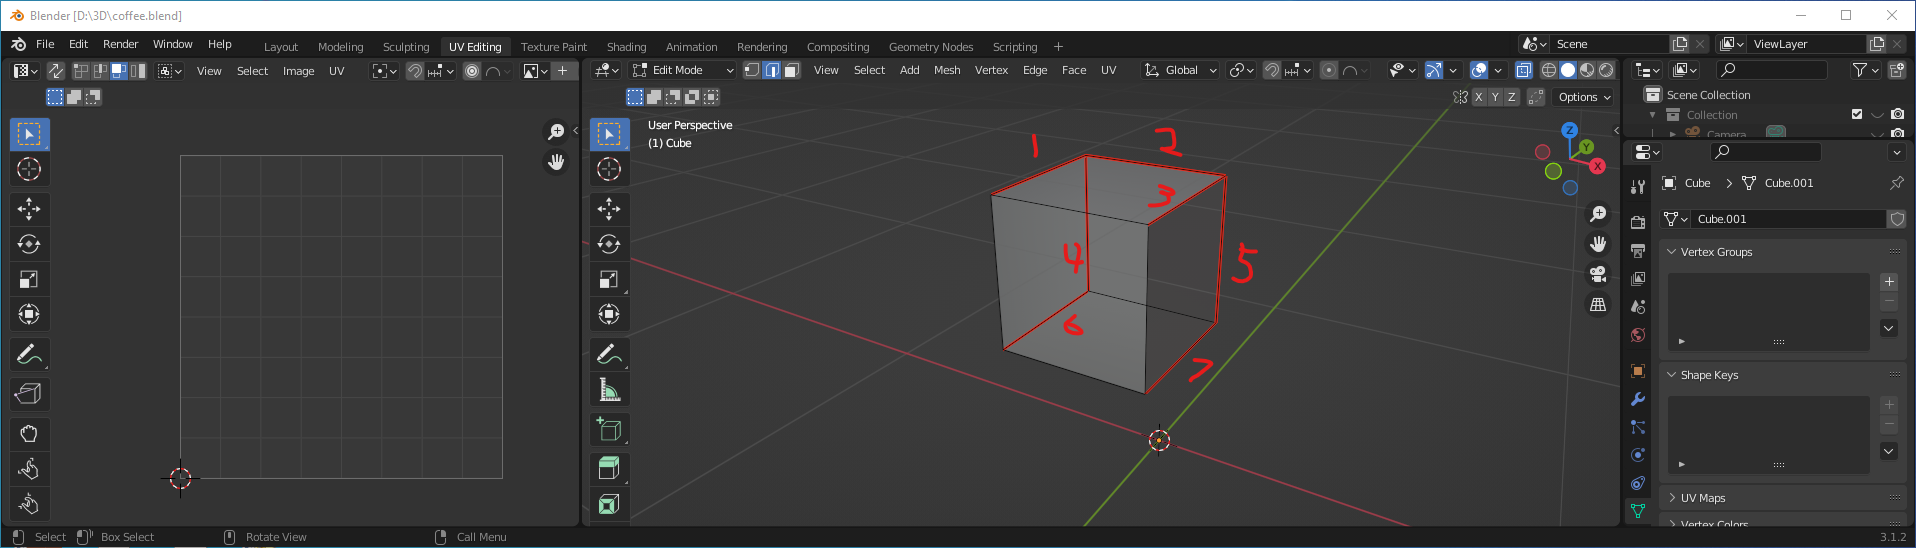 Blender [D:\3D\coffee.blend]
File Edit Render Window Help Layout Modeling Sculpting UV Editing Texture Paint Shading Animation Rendering Compositing Geometry Nodes Scripting + Scene ViewLayer
View Select Image UV Edit Mode View Select Add Mesh Vertex Edge Face UV Global
X Y Z Options Scene Collection
Collection
User Perspective
(1) Cube
Camera
1 2
3
4 5
6
7
Z
Y
X
Cube Cube.001
Cube.001
Vertex Groups
Shape Keys
UV Maps
Vertex Colors
Select Box Select Rotate View Call Menu 3.1.2